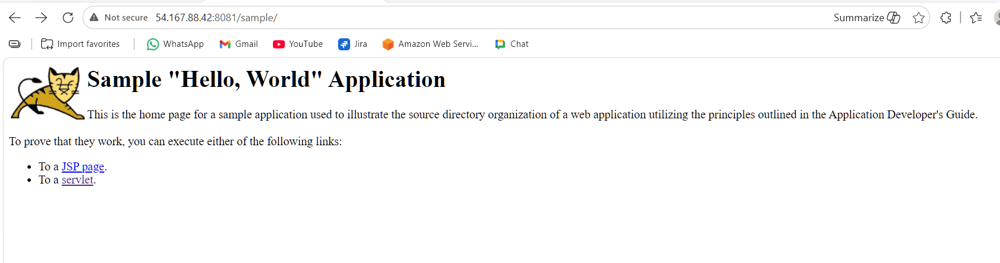 Not secure 54.167.88.42:8081/sample/ Summarize
Import favorites WhatsApp Gmail YouTube Jira Amazon Web Servi... Chat
Sample "Hello, World" Application
This is the home page for a sample application used to illustrate the source directory organization of a web application utilizing the principles outlined in the Application Developer's Guide.
To prove that they work, you can execute either of the following links:
• To a JSP page.
• To a servlet.